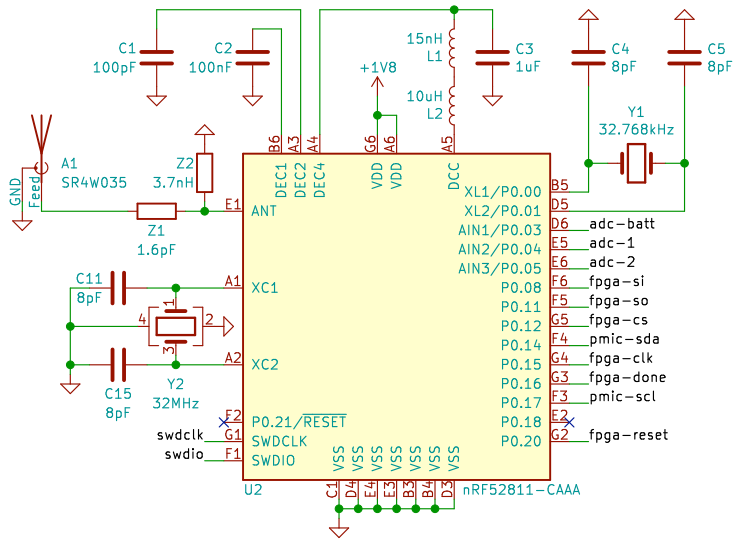 C1
100pF
C2
100nF
15nH
L1
C3
1uF
C4
8pF
C5
8pF
+1V8
10uH
L2
Y1
32.768kHz
B6
A3
A4
G6
A6
A5
DEC1
DEC2
DEC4
VDD
VDD
DCC
A1
SR4W035
GND
Feed
Z2
3.7nH
Z1
1.6pF
E1
ANT
XL1/P0.00
B5
XL2/P0.01
D5
AIN1/P0.03
D6
adc-batt
AIN2/P0.04
E5
adc-1
AIN3/P0.05
E6
adc-2
C11
8pF
A1
XC1
P0.08
F6
fpga-si
P0.11
F5
fpga-so
1
4
2
3
P0.12
G5
fpga-cs
P0.14
F4
pmic-sda
A2
XC2
P0.15
G4
fpga-clk
Y2
32MHz
C15
8pF
P0.16
G3
fpga-done
P0.17
F3
pmic-scl
F2
P0.21/RESET
P0.18
E2
swdclk
G1
SWDCLK
P0.20
G2
fpga-reset
swdio
F1
SWDIO
VSS
VSS
VSS
VSS
VSS
VSS
VSS
U2
nRF52811-CAAA
C1
D4
E4
E3
B3
B4
D3